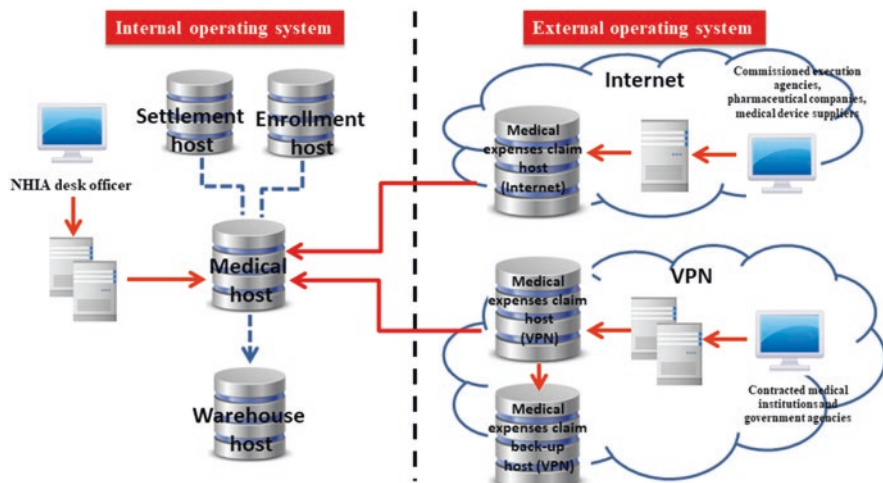 Internal operating system
External operating system
Settlement
host
Enrollment
host
NHIA desk officer
Medical
host
Warehouse
host
Internet
Commissioned execution
agencies,
pharmaceutical companies,
medical device suppliers
Medical
expenses claim
host
(Internet)
VPN
Medical
expenses claim
host
(VPN)
Contracted medical
institutions and
government agencies
Medical
expenses claim
back-up
host (VPN)